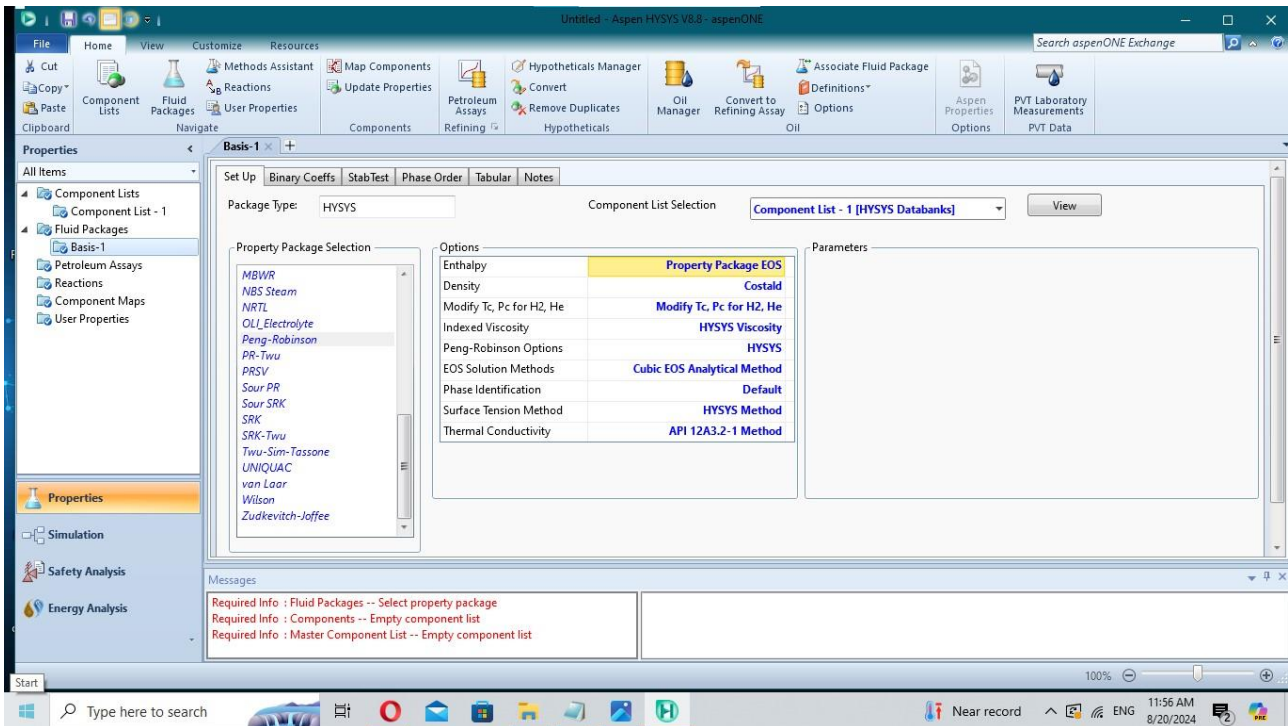 Untitled - Aspen HYSYS V8.8 - aspenONE
File Home View Customize Resources
Search aspenONE Exchange
Cut
Copy
Paste
Clipboard
Component Lists
Fluid Packages
Methods Assistant
Reactions
User Properties
Navigate
Map Components
Update Properties
Components
Petroleum Assays
Refining
Hypotheticals Manager
Convert
Remove Duplicates
Hypotheticals
Oil Manager
Convert to Refining Assay
Associate Fluid Package
Definitions
Options
Oil
Aspen Properties
Options
PVT Laboratory Measurements
PVT Data
Properties
All Items
Component Lists
Component List - 1
Fluid Packages
Basis-1
Petroleum Assays
Reactions
Component Maps
User Properties
Properties
Simulation
Safety Analysis
Energy Analysis
Basis-1
Set Up Binary Coeffs StabTest Phase Order Tabular Notes
Package Type: HYSYS
Component List Selection Component List - 1 [HYSYS Databanks] View
Property Package Selection
MBWR
NBS Steam
NRTL
OLI_Electrolyte
Peng-Robinson
PR-Twu
PRSV
Sour PR
Sour SRK
SRK
SRK-Twu
Twu-Sim-Tassone
UNIQUAC
van Laar
Wilson
Zudkevitch-Joffee
Options
Enthalpy Property Package EOS
Density Costald
Modify Tc, Pc for H2, He Modify Tc, Pc for H2, He
Indexed Viscosity HYSYS Viscosity
Peng-Robinson Options HYSYS
EOS Solution Methods Cubic EOS Analytical Method
Phase Identification Default
Surface Tension Method HYSYS Method
Thermal Conductivity API 12A3.2-1 Method
Parameters
Messages
Required Info : Fluid Packages -- Select property package
Required Info : Components -- Empty component list
Required Info : Master Component List -- Empty component list
100%
Start
Type here to search
Near record
ENG
11:56 AM
8/20/2024